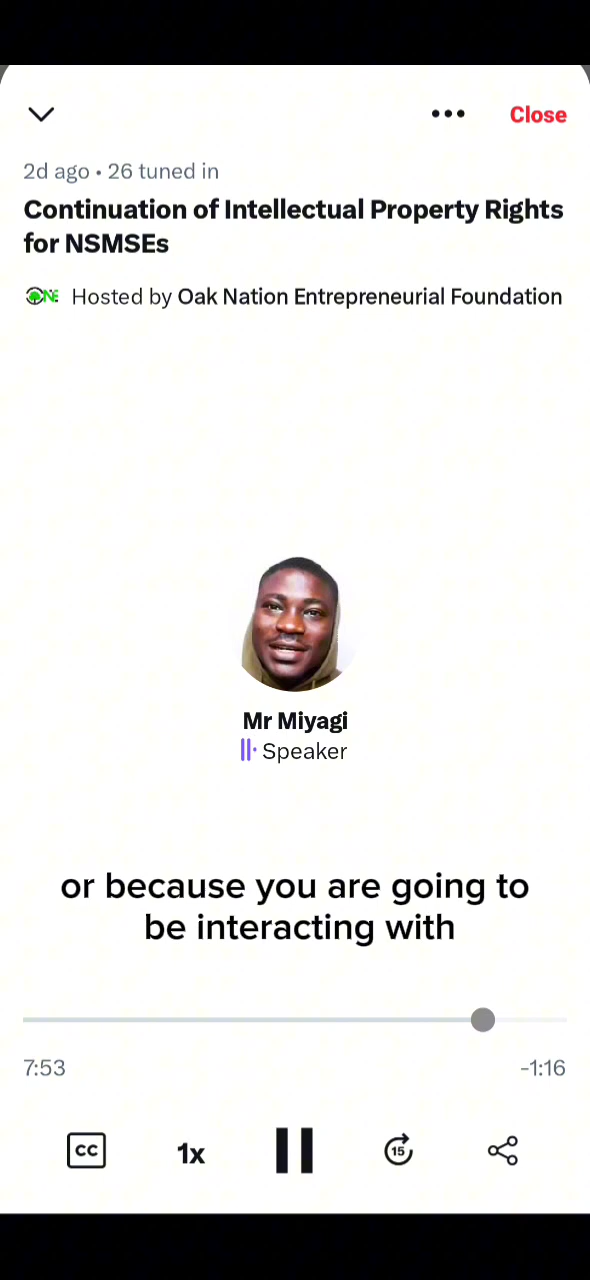 Close
2d ago • 26 tuned in
Continuation of Intellectual Property Rights
for NSMSEs
ONE Hosted by Oak Nation Entrepreneurial Foundation
Mr Miyagi
Speaker
or because you are going to
be interacting with
7:53 -1:16
CC 1x 15